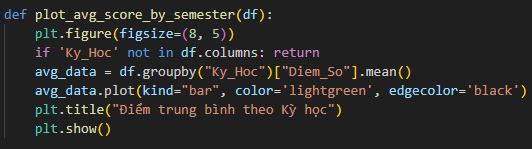 def plot_avg_score_by_semester(df):
    plt.figure(figsize=(8, 5))
    if 'Ky_Hoc' not in df.columns: return
    avg_data = df.groupby("Ky_Hoc")["Diem_So"].mean()
    avg_data.plot(kind="bar", color='lightgreen', edgecolor='black')
    plt.title("Điểm trung bình theo Kỳ học")
    plt.show()